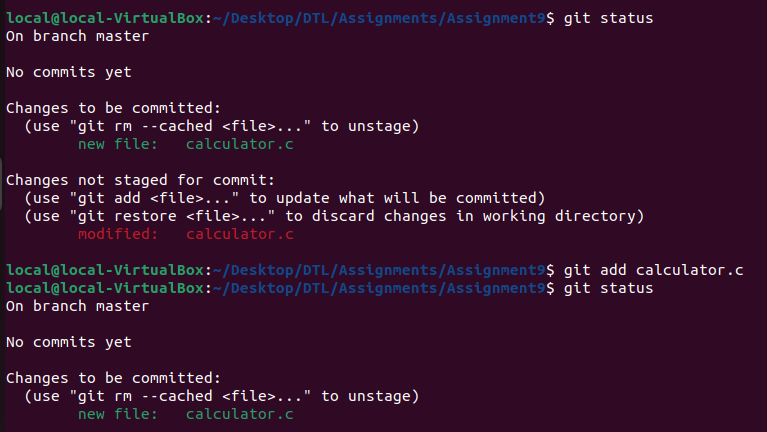 local@local-VirtualBox:~/Desktop/DTL/Assignments/Assignment9$ git status
On branch master
No commits yet
Changes to be committed:
  (use "git rm --cached <file>..." to unstage)
        new file:   calculator.c
Changes not staged for commit:
  (use "git add <file>..." to update what will be committed)
  (use "git restore <file>..." to discard changes in working directory)
        modified:   calculator.c
local@local-VirtualBox:~/Desktop/DTL/Assignments/Assignment9$ git add calculator.c
local@local-VirtualBox:~/Desktop/DTL/Assignments/Assignment9$ git status
On branch master
No commits yet
Changes to be committed:
  (use "git rm --cached <file>..." to unstage)
        new file:   calculator.c